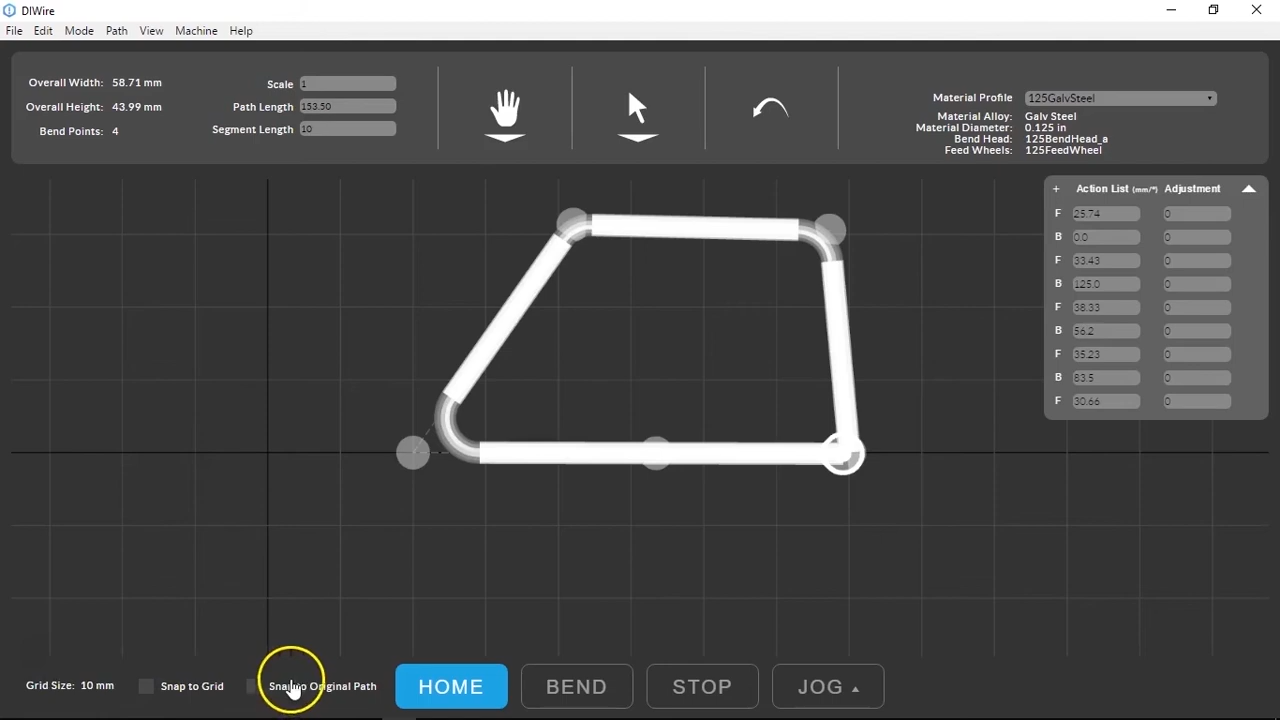 DIWire
File Edit Mode Path View Machine Help
Overall Width: 58.71 mm
Overall Height: 43.99 mm
Bend Points: 4
Scale 1
Path Length 153.50
Segment Length 10
Material Profile 125GalvSteel
Material Alloy: Galv Steel
Material Diameter: 0.125 in
Bend Head: 125BendHead_a
Feed Wheels: 125FeedWheel
+ Action List (mm/°) Adjustment
F 25.74 0
B 0.0 0
F 33.43 0
B 125.0 0
F 38.33 0
B 56.2 0
F 35.23 0
B 83.5 0
F 30.66 0
Grid Size: 10 mm
Snap to Grid
Snap to Original Path
HOME
BEND
STOP
JOG